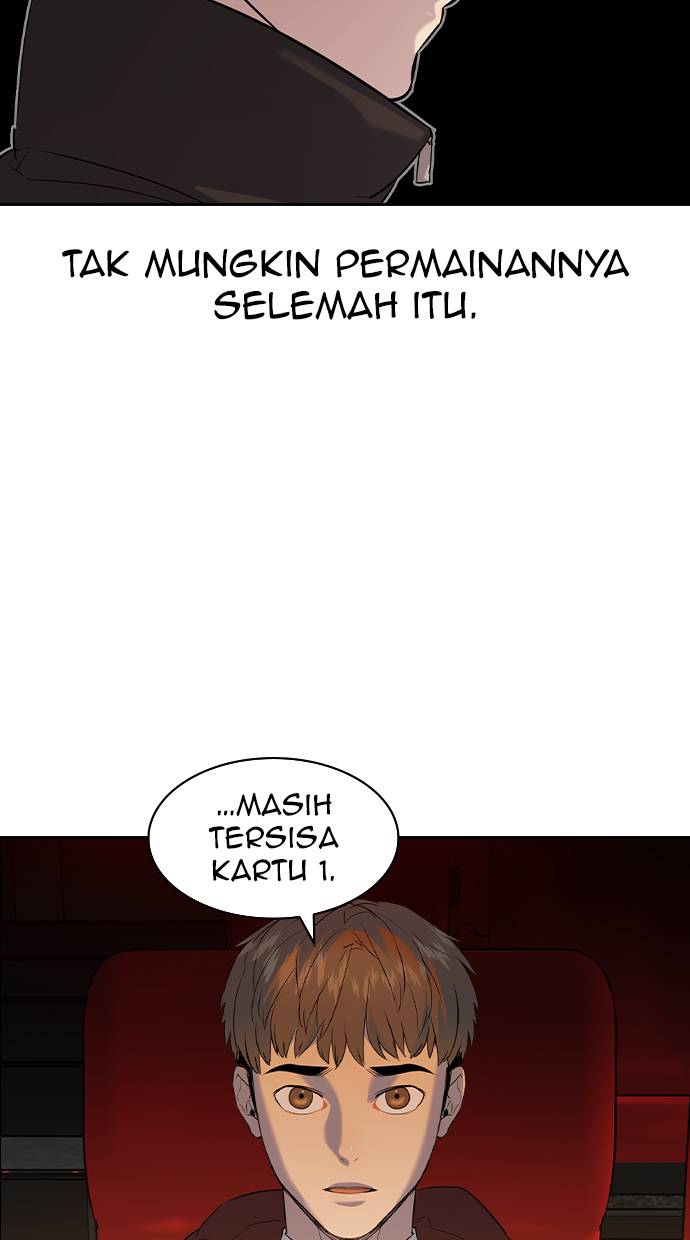 TAK MUNGKIN PERMAINANNYA
SELEMAH ITU.
...MASIH
TERSISA
KARTU 1.